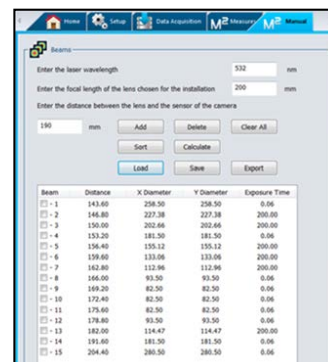 Home Setup Data Acquisition M² Measures M² Manual
Beams
Enter the laser wavelength 532 nm
Enter the focal length of the lens chosen for the installation 200 mm
Enter the distance between the lens and the sensor of the camera
190 mm Add Delete Clear All
Sort Calculate
Load Save Export
Beam Distance X Diameter Y Diameter Exposure Time
- 1 143.60 258.50 258.50 0.06
- 2 146.80 227.38 227.38 200.00
- 3 150.00 202.66 202.66 200.00
- 4 153.20 181.50 181.50 0.06
- 5 156.40 155.12 155.12 200.00
- 6 159.60 133.06 133.06 200.00
- 7 162.80 112.96 112.96 200.00
- 8 166.00 93.50 93.50 0.06
- 9 169.20 82.50 82.50 0.06
- 10 172.40 82.50 82.50 0.06
- 11 175.60 82.50 82.50 0.06
- 12 178.80 93.50 93.50 0.06
- 13 182.00 114.47 114.47 200.00
- 14 191.60 181.50 181.50 0.06
- 15 204.40 280.50 280.50 0.06